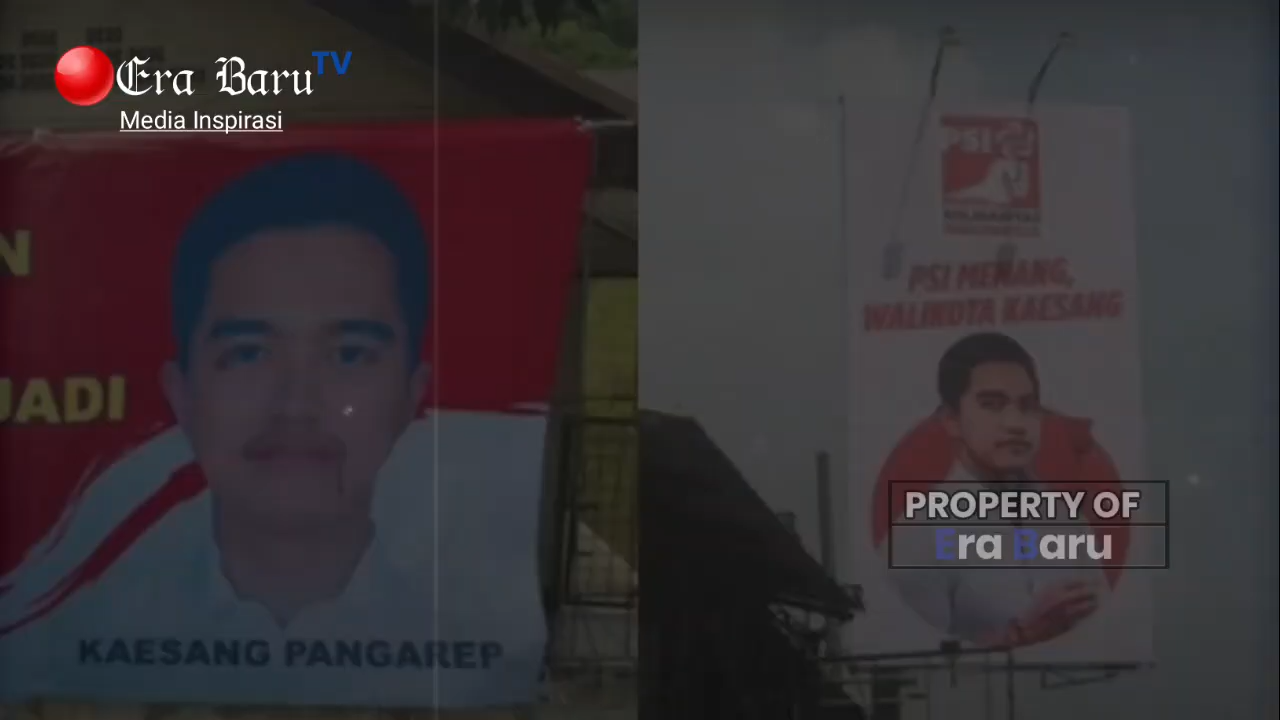 Era Baru TV
Media Inspirasi
N
JADI
KAESANG PANGAREP
PSI
PSI MENANG,
WALIKOTA KAESANG
PROPERTY OF
Era Baru